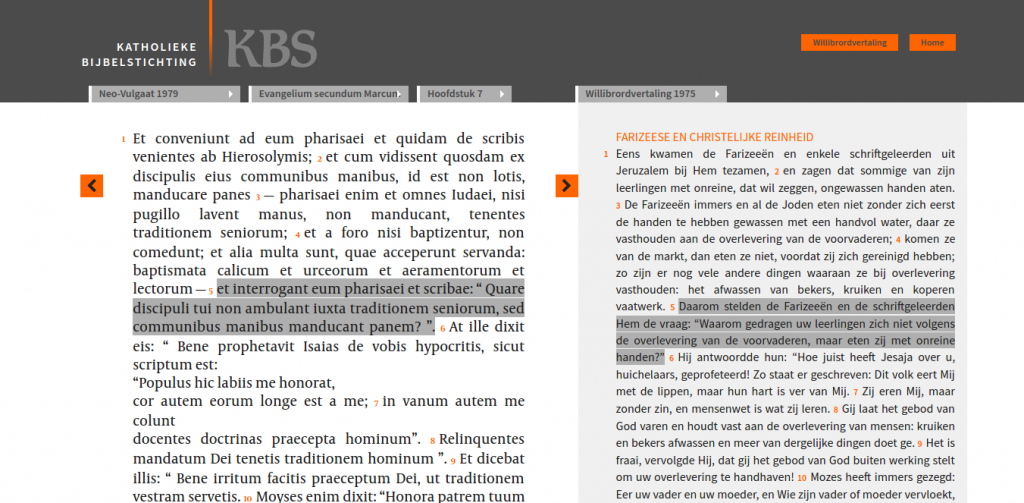 KATHOLIEKE
BIJBELSTICHTING
KBS
Willibrordvertaling
Home
Neo-Vulgaat 1979
Evangelium secundum Marcum
Hoofdstuk 7
Willibrordvertaling 1975
1 Et conveniunt ad eum pharisaei et quidam de scribis
venientes ab Hierosolymis; 2 et cum vidissent quosdam ex
discipulis eius communibus manibus, id est non lotis,
manducare panes 3 — pharisaei enim et omnes Iudaei, nisi
pugillo lavent manus, non manducant, tenentes
traditionem seniorum; 4 et a foro nisi baptizentur, non
comedunt; et alia multa sunt, quae acceperunt servanda:
baptismata calicum et urceorum et aeramentorum et
lectorum — 5 et interrogant eum pharisaei et scribae: “ Quare
discipuli tui non ambulant iuxta traditionem seniorum, sed
communibus manibus manducant panem? ”. 6 At ille dixit
eis: “ Bene prophetavit Isaias de vobis hypocritis, sicut
scriptum est:
“Populus hic labiis me honorat,
cor autem eorum longe est a me; 7 in vanum autem me
colunt
docentes doctrinas praecepta hominum”. 8 Relinquentes
mandatum Dei tenetis traditionem hominum ”. 9 Et dicebat
illis: “ Bene irritum facitis praeceptum Dei, ut traditionem
vestram servetis. 10 Moyses enim dixit: “Honora patrem tuum
FARIZEESE EN CHRISTELIJKE REINHEID
1 Eens kwamen de Farizeeën en enkele schriftgeleerden uit
Jeruzalem bij Hem tezamen, 2 en zagen dat sommige van zijn
leerlingen met onreine, dat wil zeggen, ongewassen handen aten.
3 De Farizeeën immers en al de Joden eten niet zonder zich eerst
de handen te hebben gewassen met een handvol water, daar ze
vasthouden aan de overlevering van de voorvaderen; 4 komen ze
van de markt, dan eten ze niet, voordat zij zich gereinigd hebben;
zo zijn er nog vele andere dingen waaraan ze bij overlevering
vasthouden: het afwassen van bekers, kruiken en koperen
vaatwerk. 5 Daarom stelden de Farizeeën en de schriftgeleerden
Hem de vraag: “Waarom gedragen uw leerlingen zich niet volgens
de overlevering van de voorvaderen, maar eten zij met onreine
handen?” 6 Hij antwoordde hun: “Hoe juist heeft Jesaja over u,
huichelaars, geprofeteerd! Zo staat er geschreven: Dit volk eert Mij
met de lippen, maar hun hart is ver van Mij. 7 Zij eren Mij, maar
zonder zin, en mensenwet is wat zij leren. 8 Gij laat het gebod van
God varen en houdt vast aan de overlevering van mensen: kruiken
en bekers afwassen en meer van dergelijke dingen doet ge. 9 Het is
fraai, vervolgde Hij, dat gij het gebod van God buiten werking stelt
om uw overlevering te handhaven! 10 Mozes heeft immers gezegd:
Eer uw vader en uw moeder, en Wie zijn vader of moeder vervloekt,